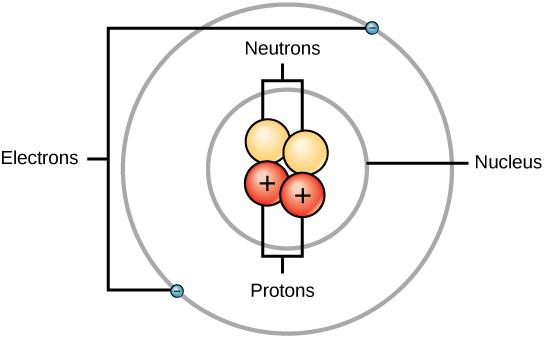 Neutrons
Electrons
Nucleus
+
+
Protons
−
−